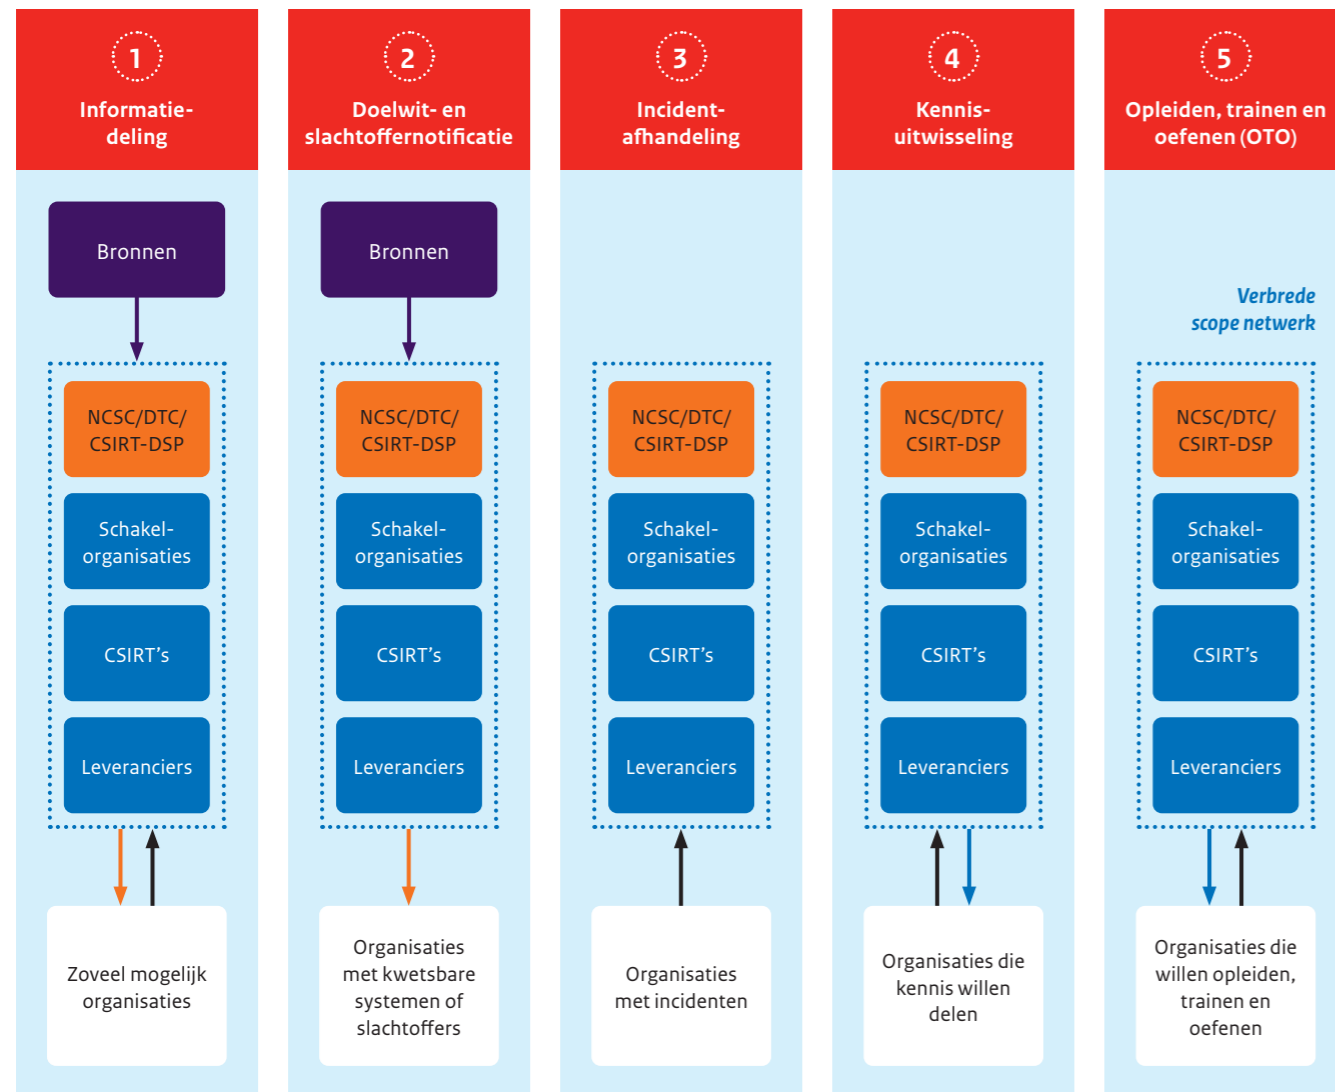 1
Informatie-
deling
Bronnen
NCSC/DTC/
CSIRT-DSP
Schakel-
organisaties
CSIRT's
Leveranciers
Zoveel mogelijk
organisaties
2
Doelwit- en
slachtoffernotificatie
Bronnen
NCSC/DTC/
CSIRT-DSP
Schakel-
organisaties
CSIRT's
Leveranciers
Organisaties
met kwetsbare
systemen of
slachtoffers
3
Incident-
afhandeling
NCSC/DTC/
CSIRT-DSP
Schakel-
organisaties
CSIRT's
Leveranciers
Organisaties
met incidenten
4
Kennis-
uitwisseling
NCSC/DTC/
CSIRT-DSP
Schakel-
organisaties
CSIRT's
Leveranciers
Organisaties die
kennis willen
delen
5
Opleiden, trainen en
oefenen (OTO)
Verbrede
scope netwerk
NCSC/DTC/
CSIRT-DSP
Schakel-
organisaties
CSIRT's
Leveranciers
Organisaties die
willen opleiden,
trainen en
oefenen